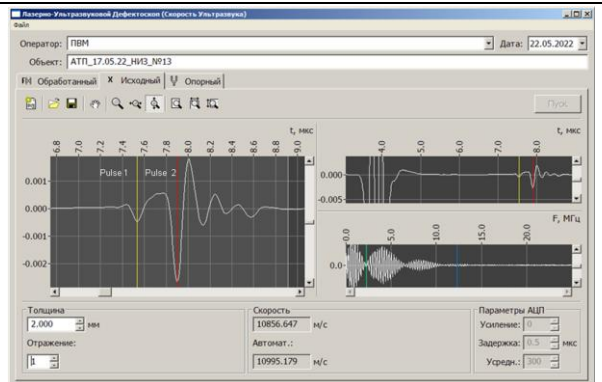 Лазерно-Ультразвуковой Дефектоскоп (Скорость Ультразвука)
Файл
Оператор: ПВМ Дата: 22.05.2022
Объект: АТП_17.05.22_НИЗ_№13
Обработанный X Исходный Опорный
Пуск
t, мкс
6.8 7.0 7.2 7.4 7.6 7.8 8.0 8.2 8.4 8.6 8.8 9.0
Pulse 1 Pulse 2
0.001
0.000
-0.001
-0.002
t, мкс
4.0 5.0 6.0 7.0 8.0
0.000
-0.005
F, МГц
0.0 5.0 10.0 15.0 20.0
0.0
Толщина
2.000 мм
Отражение:
1
Скорость
10856.647 м/с
Автомат.:
10995.179 м/с
Параметры АЦП
Усиление: 0
Задержка: 0.5 мкс
Усредн.: 300